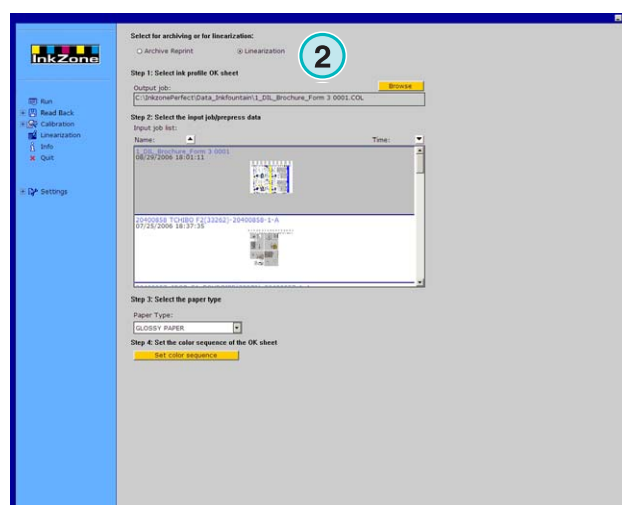 InkZone
Run
Read Back
Calibration
Linearization
Info
Quit
Settings
Select for archiving or for linearization:
Archive Reprint
Linearization
2
Step 1: Select ink profile OK sheet
Output job:
Browse
C:\InkzonePerfect\Data_Inkfountain\1_DIL_Brochure_Form 3 0001.COL
Step 2: Select the input job/prepress data
Input job list:
Name:
Time:
1_DIL_Brochure_Form 3 0001
08/29/2006 18:01:11
20400858 TCHIBO F2(33262)-20400858-1-A
07/25/2006 18:37:35
Step 3: Select the paper type
Paper Type:
GLOSSY PAPER
Step 4: Set the color sequence of the OK sheet
Set color sequence